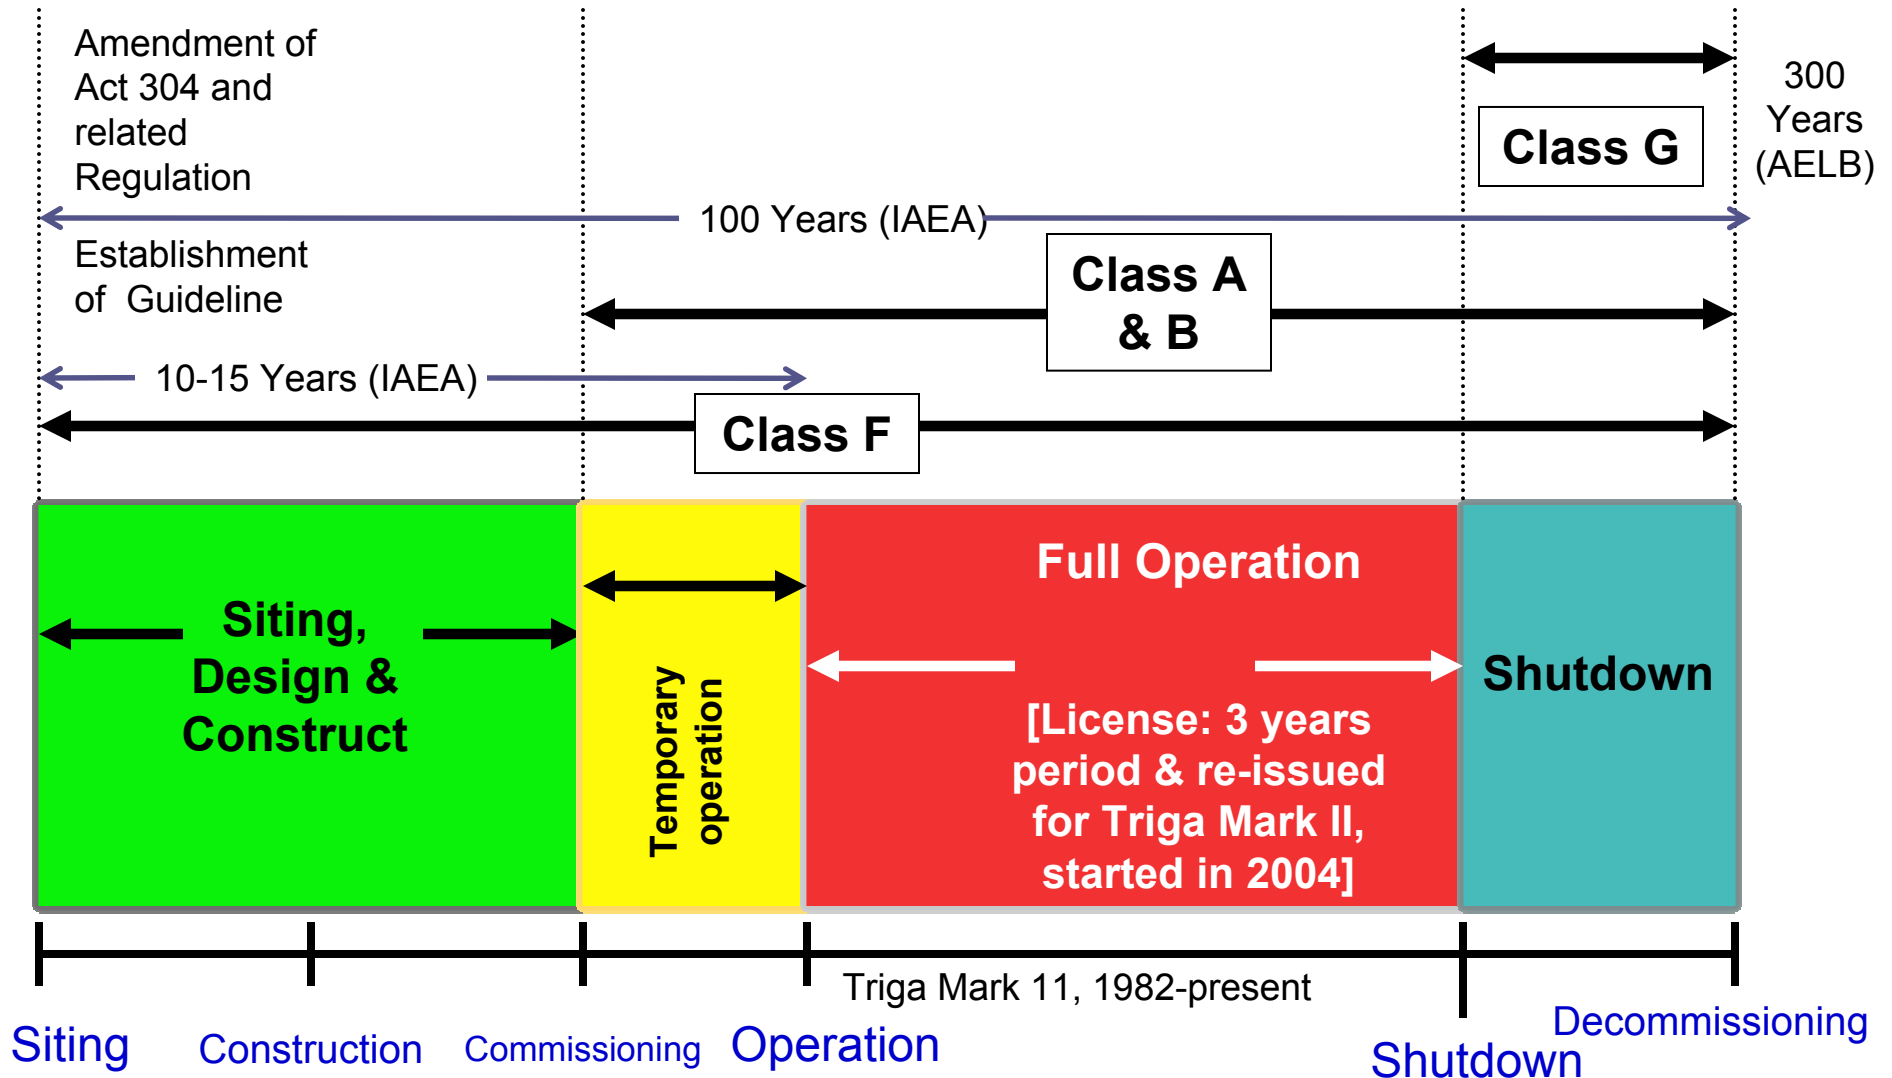 Amendment of
Act 304 and
related
Regulation
300
Years
(AELB)
Class G
100 Years (IAEA)
Establishment
of  Guideline
Class A
& B
10-15 Years (IAEA)
Class F
Siting,
Design &
Construct
Temporary
operation
Full Operation
[License: 3 years
period & re-issued
for Triga Mark II,
started in 2004]
Shutdown
Triga Mark 11, 1982-present
Siting
Construction
Commissioning
Operation
Shutdown
Decommissioning